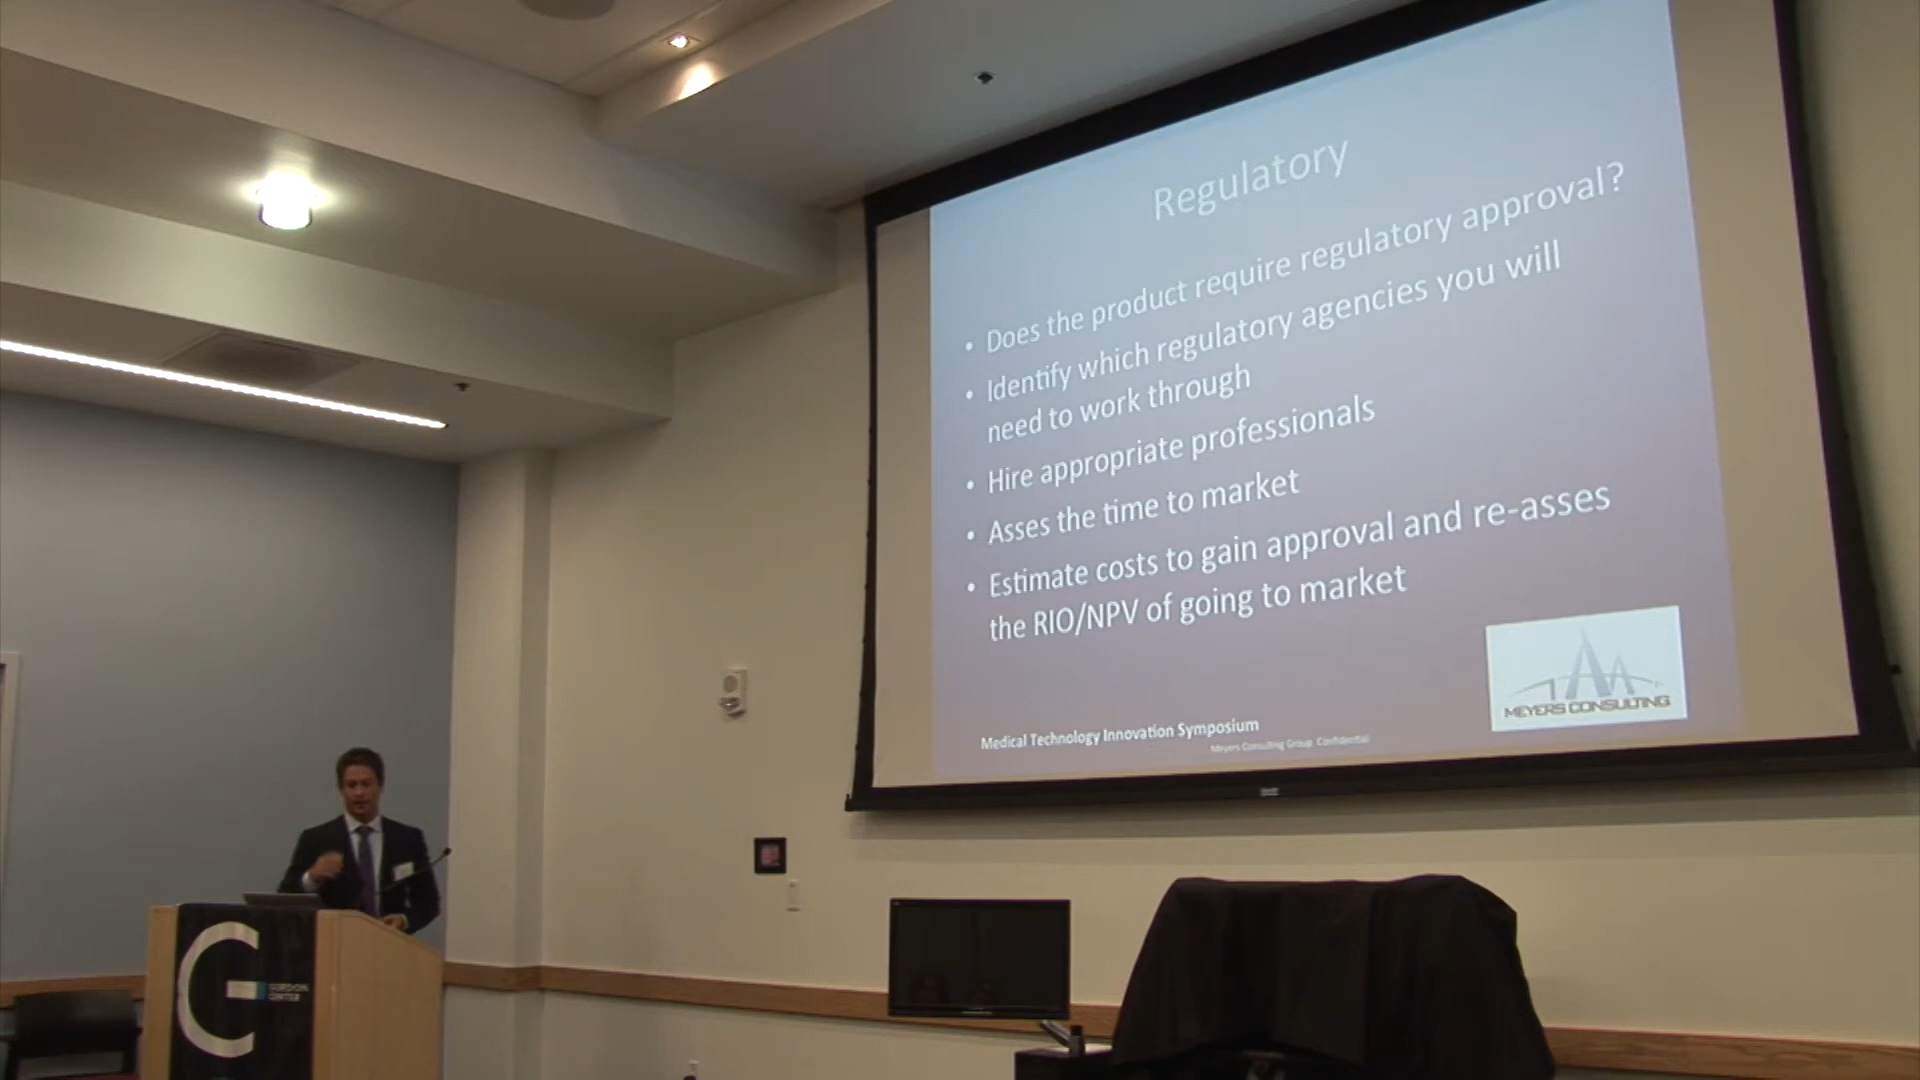 Regulatory
• Does the product require regulatory approval?
• Identify which regulatory agencies you will
need to work through
• Hire appropriate professionals
• Asses the time to market
• Estimate costs to gain approval and re-asses
the RIO/NPV of going to market
MEYERS CONSULTING
Medical Technology Innovation Symposium
Meyers Consulting Group Confidential
G
GORDON
CENTER